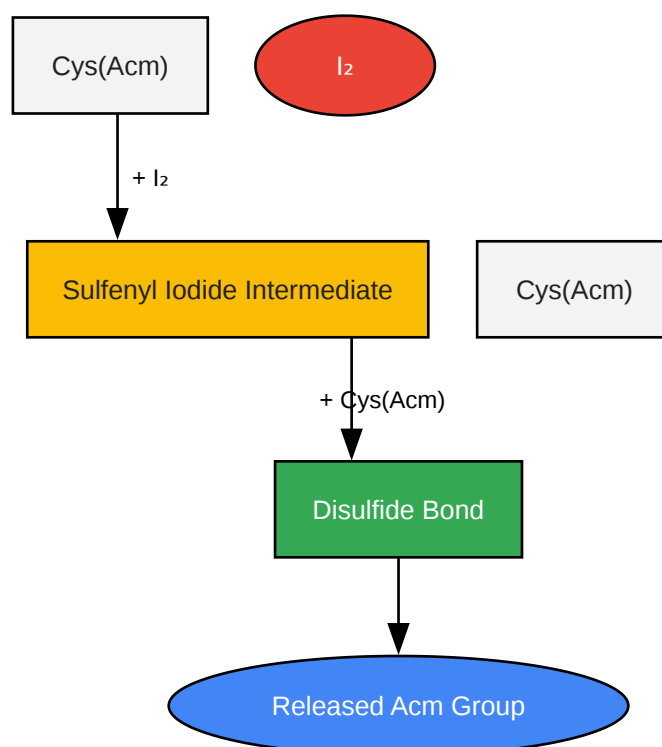 Cys(Acm)
I₂
+ I₂
Sulfenyl Iodide Intermediate
Cys(Acm)
+ Cys(Acm)
Disulfide Bond
Released Acm Group